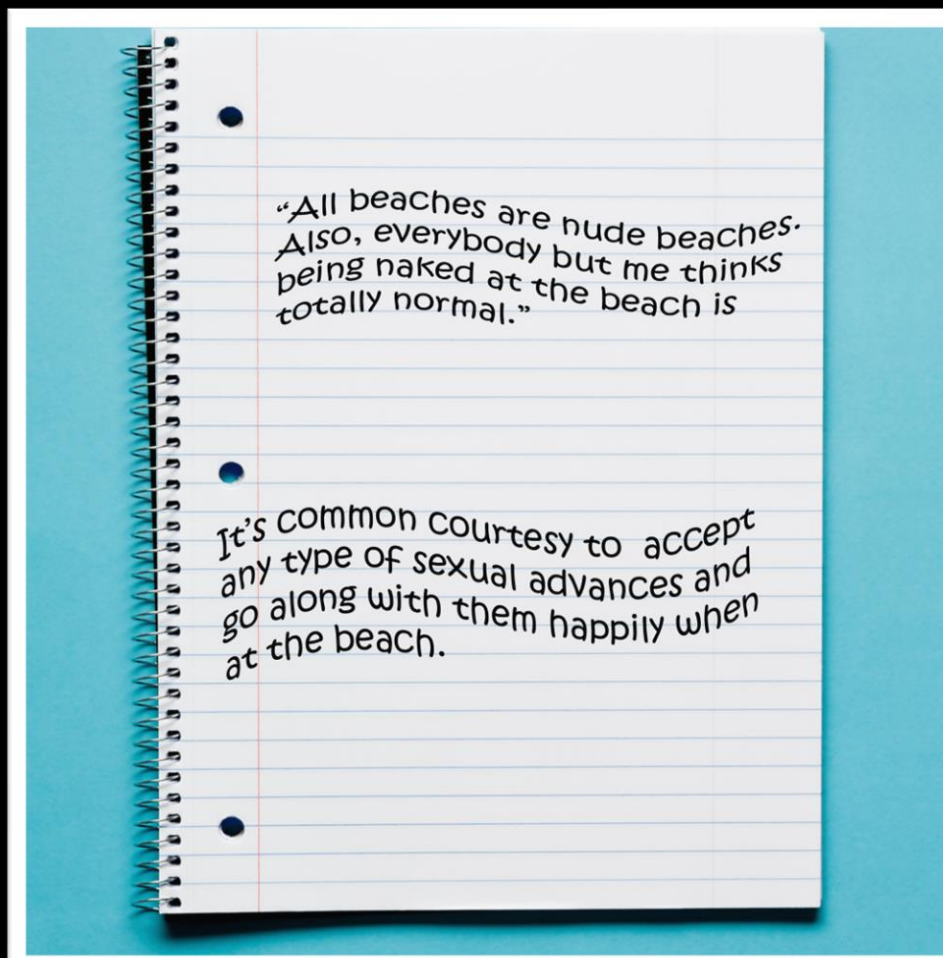 “All beaches are nude beaches.
Also, everybody but me thinks
being naked at the beach is
totally normal.”
It’s common courtesy to accept
any type of sexual advances and
go along with them happily when
at the beach.